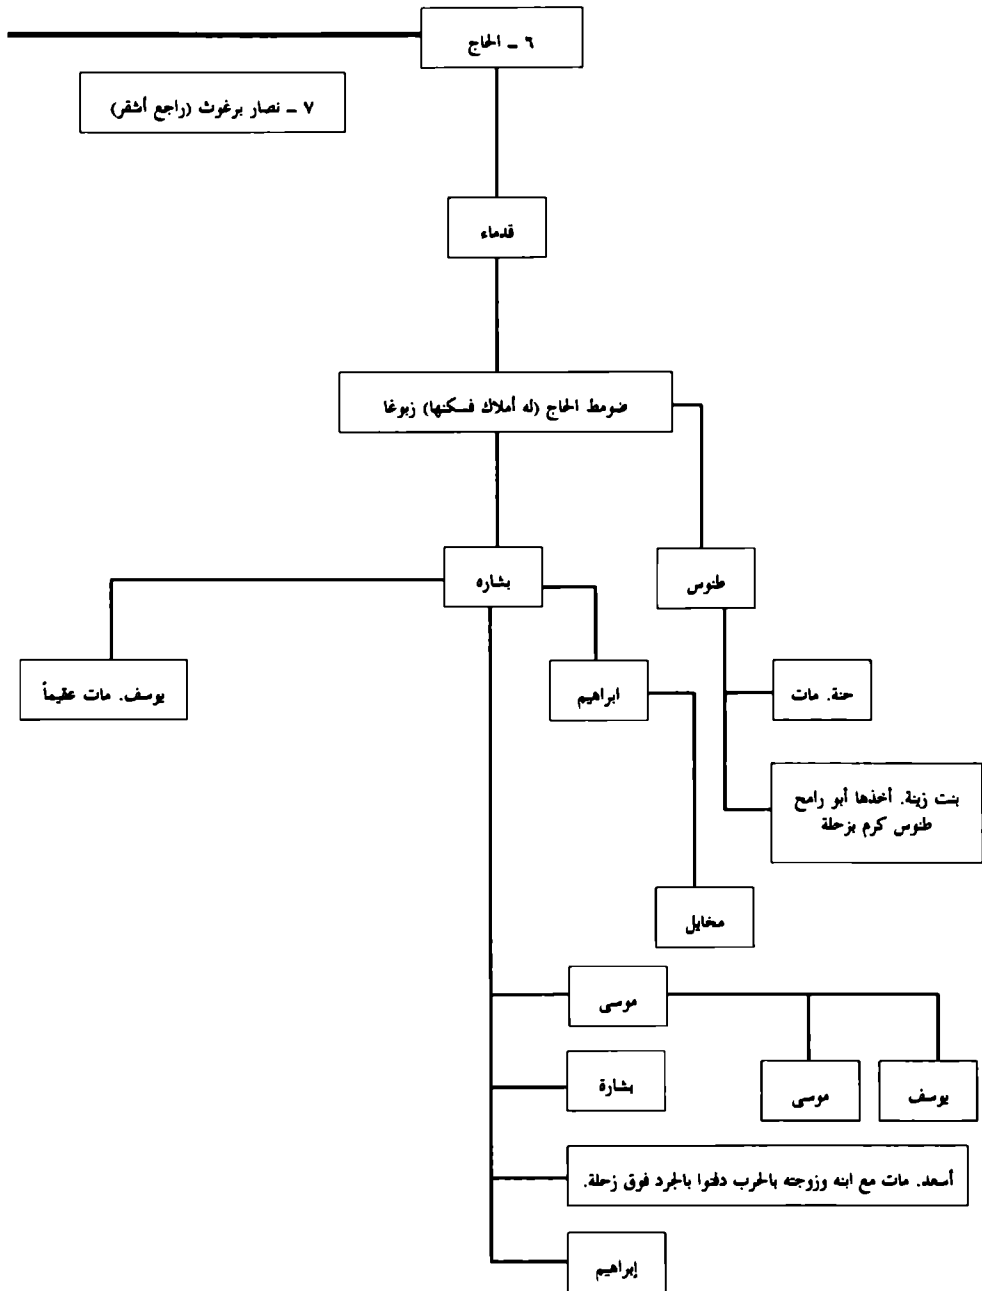 ٦ – الحاج
٧ – نصار برغوث (راجع أشقر)
قدماء
ضومط الحاج (له أملاك فسكنها) زبوغا
طنوس
بشاره
حنة. مات
ابراهيم
يوسف. مات عقيماً
بنت زينة. أخذها أبو رامح
طنوس كرم بزحلة
مخايل
موسى
يوسف
موسى
بشارة
أسعد. مات مع ابنه وزوجته بالحرب دفنوا بالجرد فوق زحلة.
إبراهيم